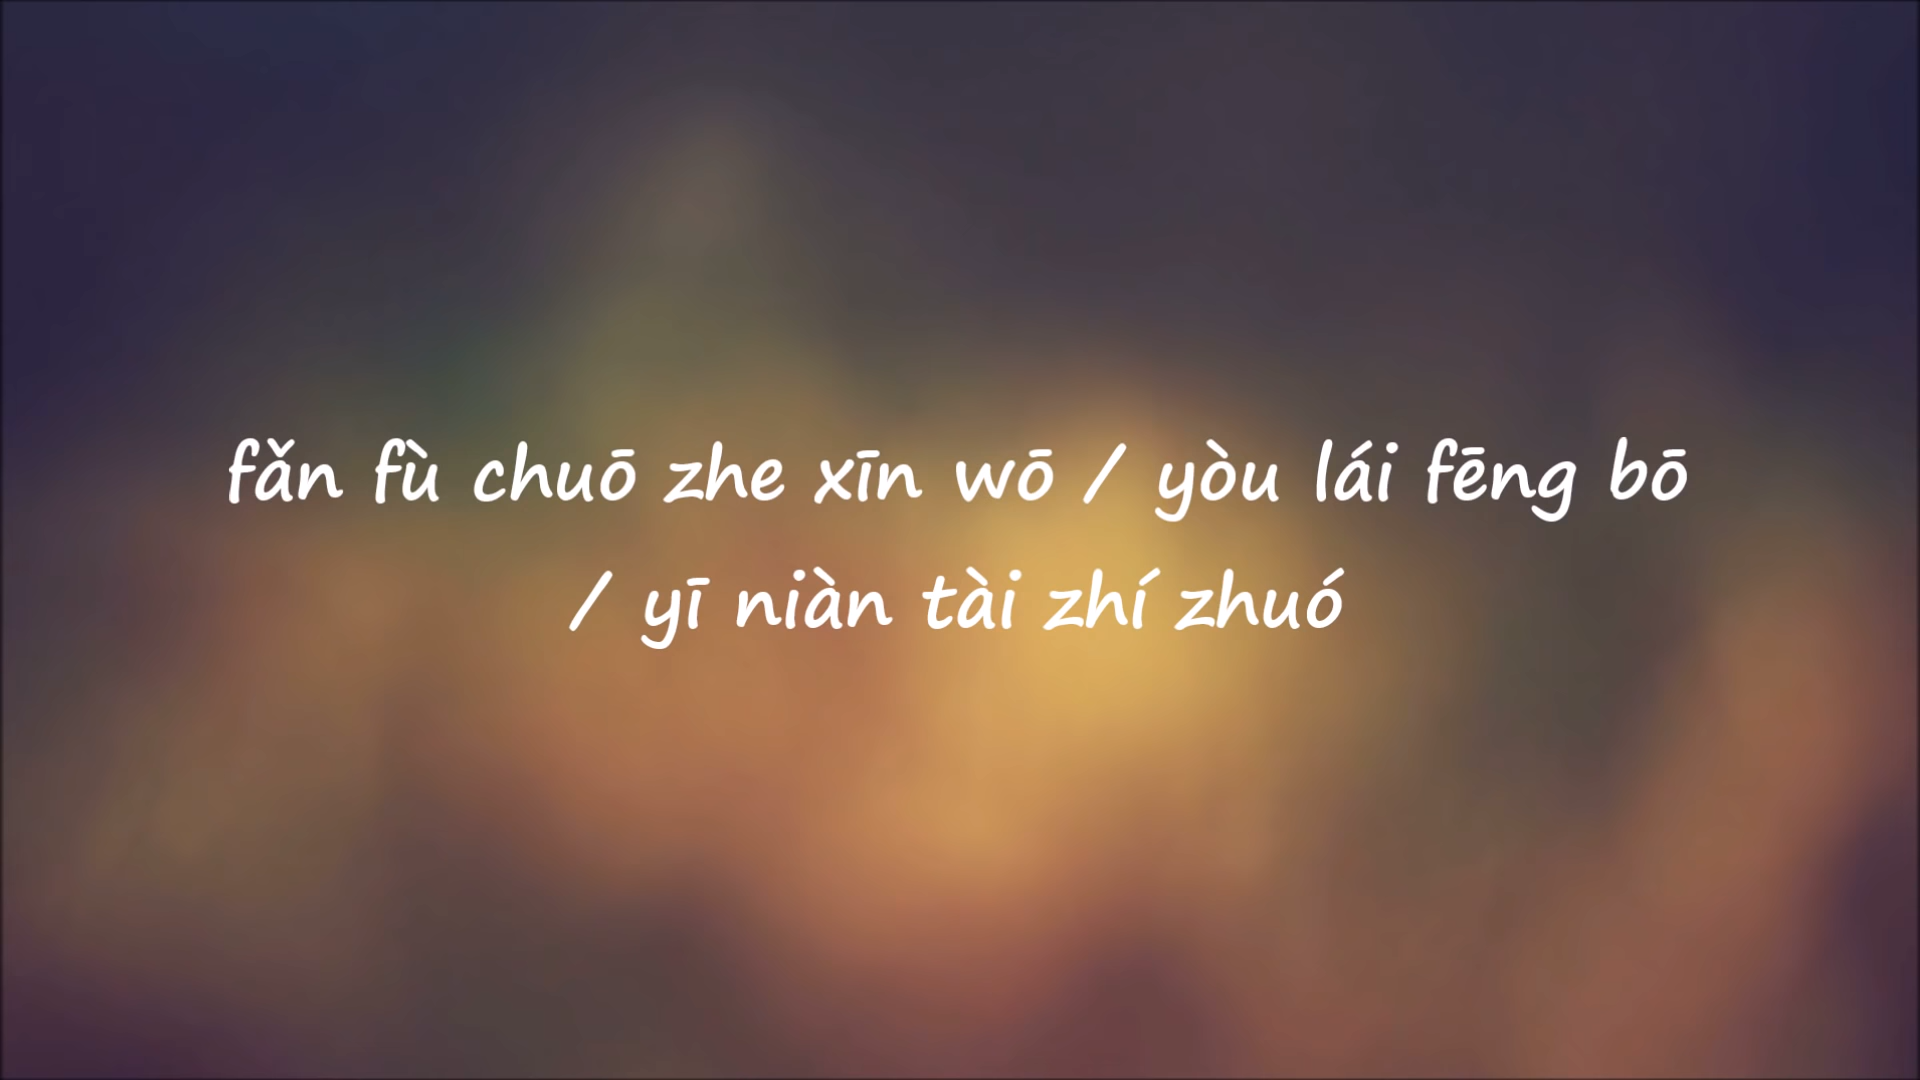 fǎn fù chuō zhe xīn wō / yòu lái fēng bō
/ yī niàn tài zhí zhuó